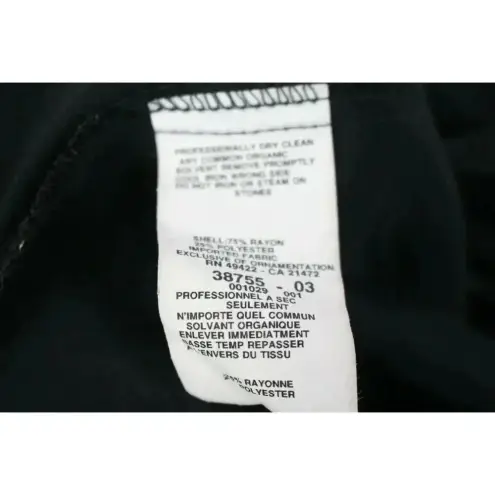 PROFESSIONALLY DRY CLEAN
ANY COMMON ORGANIC
SOLVENT REMOVE PROMPTLY
COOL IRON WRONG SIDE
DO NOT IRON OR STEAM ON
STONES
SHELL/75% RAYON
25% POLYESTER
IMPORTED FABRIC
EXCLUSIVE OF ORNAMENTATION
RN 49422 - CA 21472
38755 - 03
001029 001
PROFESSIONNEL A SEC
SEULEMENT
N'IMPORTE QUEL COMMUN
SOLVANT ORGANIQUE
ENLEVER IMMEDIATEMENT
BASSE TEMP REPASSER
A L'ENVERS DU TISSU
RAYONNE
POLYESTER